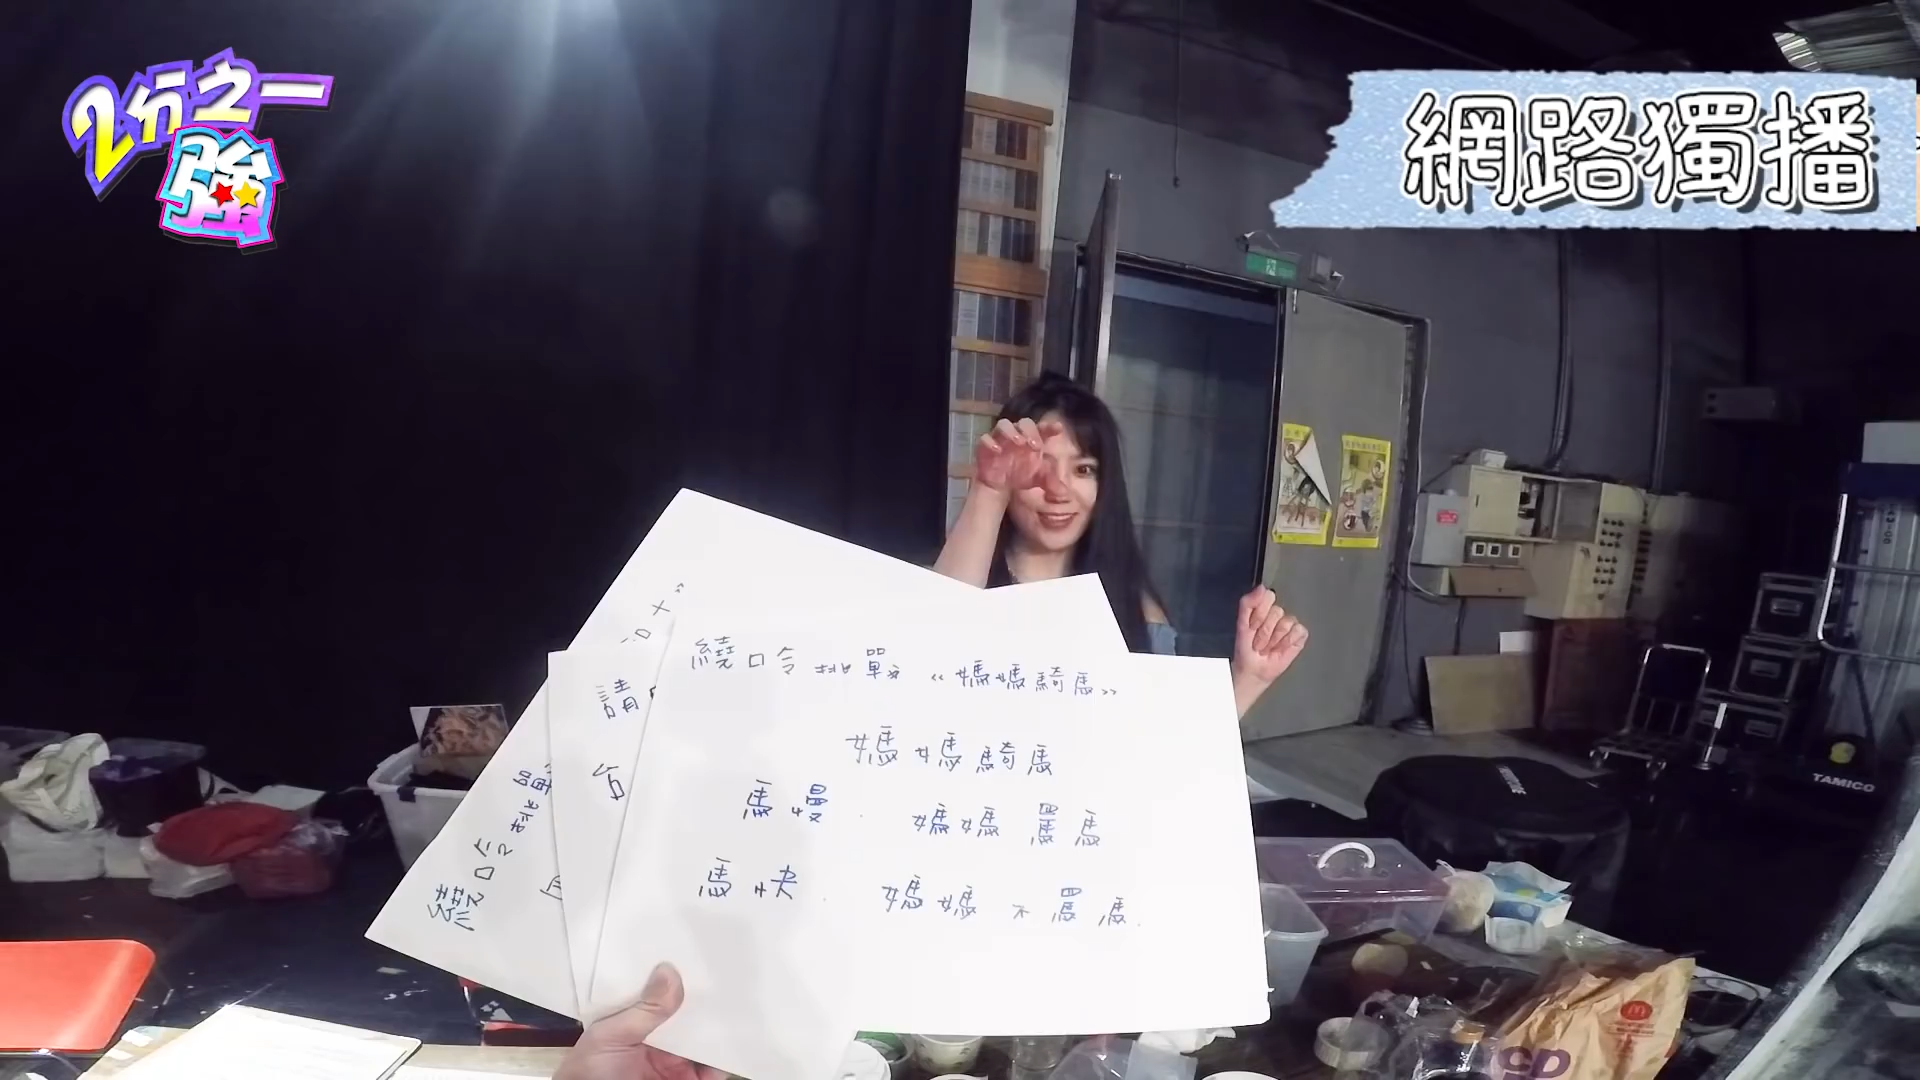 2分之一
強
網路獨播
繞口令挑單 《媽媽騎馬》
媽媽騎馬
馬慢. 媽媽罵馬
馬快. 媽媽不罵馬.
請
繞口令挑
TAMICO